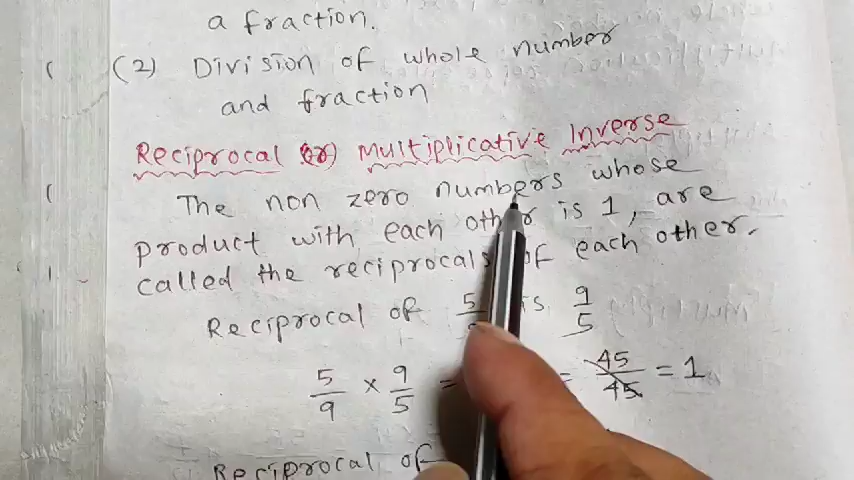 a fraction.
(2) Division of whole number
and fraction
Reciprocal (or) Multiplicative Inverse
The non zero numbers whose
product with each other is 1, are
called the reciprocals of each other.
Reciprocal of 5/ is 9/5
5/9 × 9/5 = = 45/45 = 1
Reciprocal of